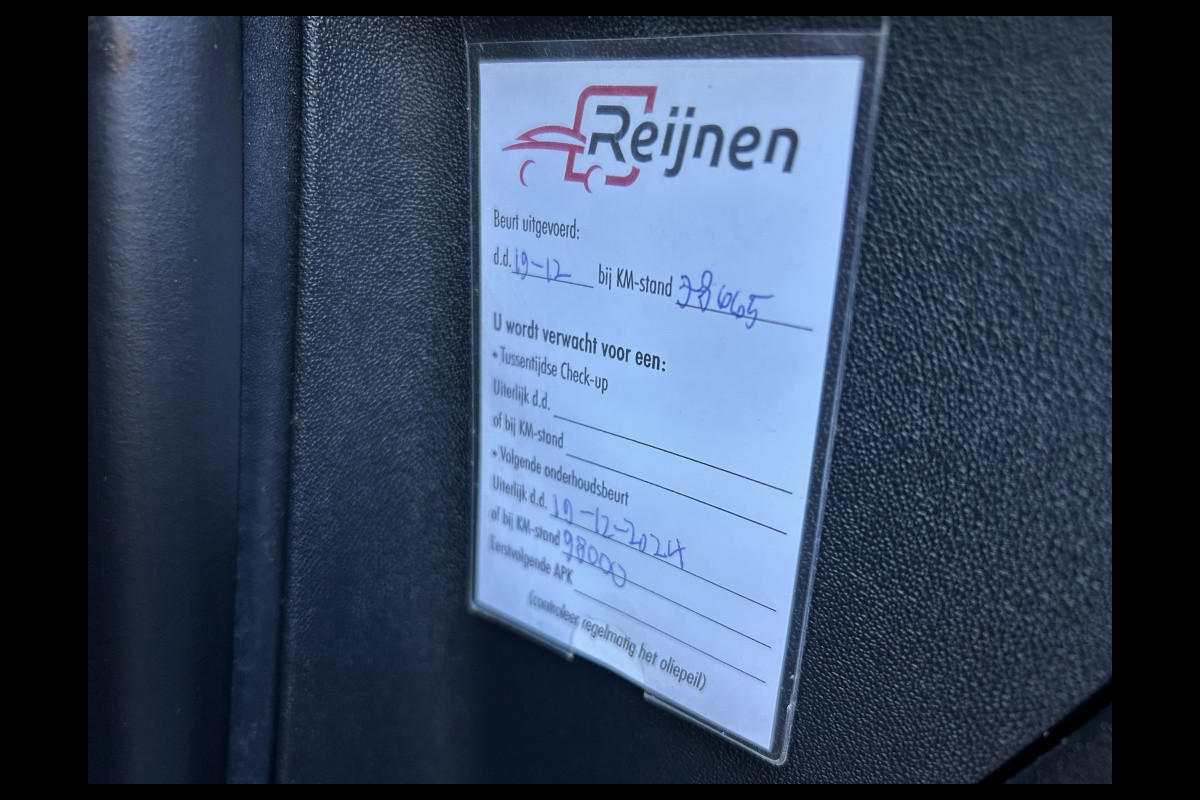 Reijnen
Beurt uitgevoerd:
d.d. 19-12 bij KM-stand 38665
U wordt verwacht voor een:
• Tussentijdse Check-up
Uiterlijk d.d.
of bij KM-stand
• Volgende onderhoudsbeurt
Uiterlijk d.d. 19-12-2024
of bij KM-stand 98000
Eerstvolgende APK
(controleer regelmatig het oliepeil)